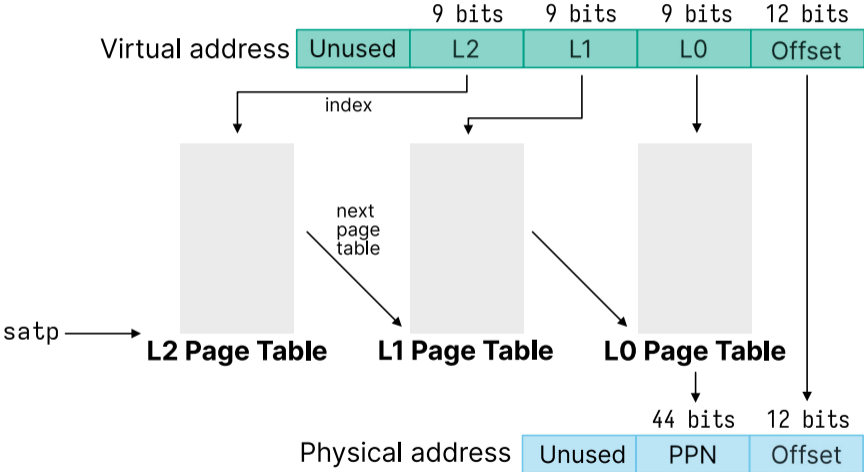 9 bits 9 bits 9 bits 12 bits
Virtual address Unused L2 L1 L0 Offset
index
next
page
table
satp
L2 Page Table L1 Page Table L0 Page Table
44 bits 12 bits
Physical address Unused PPN Offset